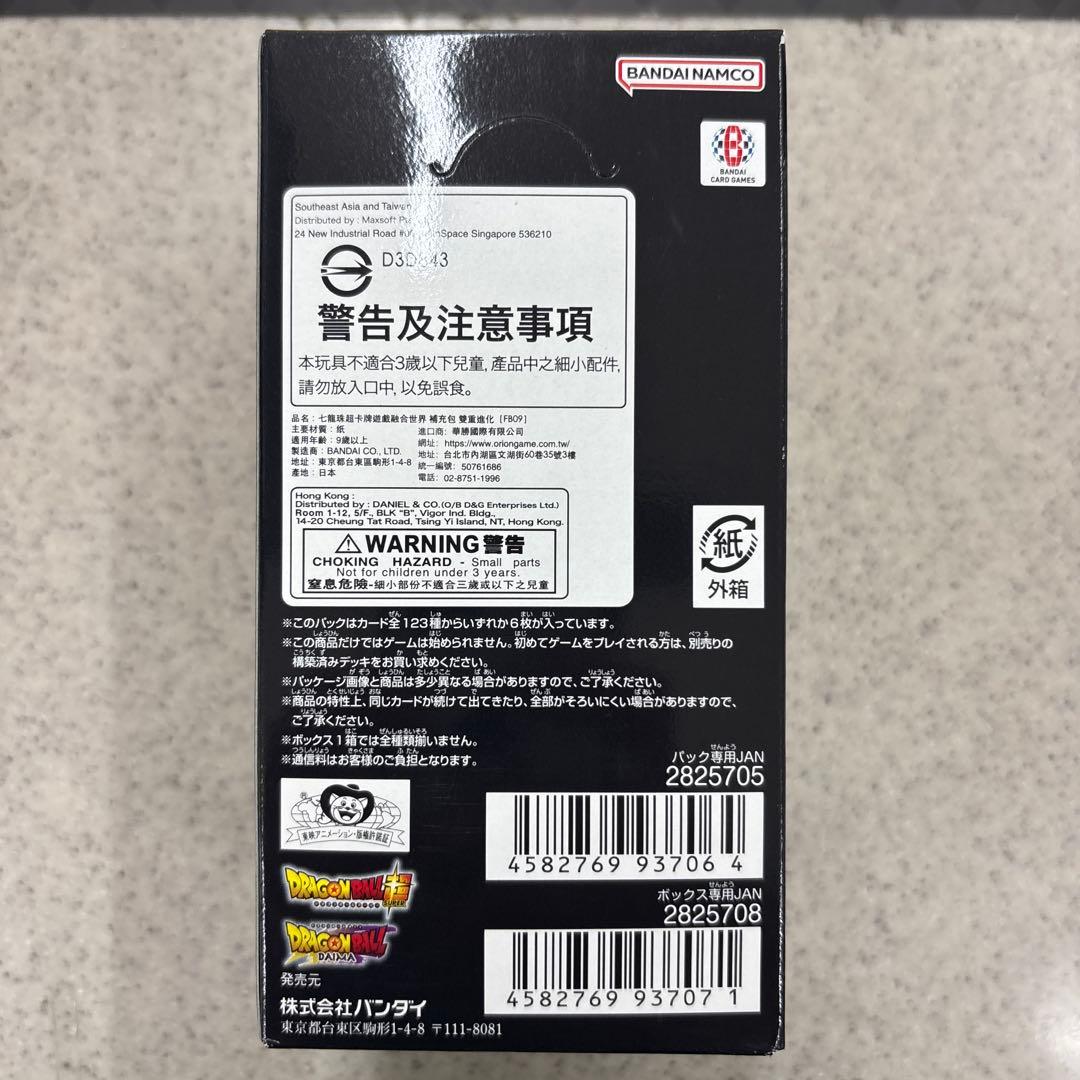 BANDAI NAMCO
BANDAI
CARD GAMES
Southeast Asia and Taiwan
Distributed by : Maxsoft
24 New Industrial Road Space Singapore 536210
警告及注意事項
本玩具不適合3歲以下兒童, 產品中之細小配件,
請勿放入口中, 以免誤食。
品名：七龍珠超卡牌遊戲融合世界 補充包 雙重進化 [FB09]
主要材質：紙
適用年齡：9歲以上
製造商：BANDAI CO., LTD.
地址：東京都台東區駒形1-4-8
產地：日本
進口商：華勝國際有限公司
網址：https://www.oriongame.com.tw/
地址：台北市內湖區文湖街60巷35號3樓
統一編號：50761686
電話：02-8751-1996
Hong Kong :
Distributed by : DANIEL & CO.(O/B D&G Enterprises Ltd.)
Room 1-12, 5/F., BLK "B", Vigor Ind. Bldg.,
14-20 Cheung Tat Road, Tsing Yi Island, NT, Hong Kong.
WARNING 警告
CHOKING HAZARD - Small parts
Not for children under 3 years.
窒息危險-細小部份不適合三歲或以下之兒童
紙
外箱
※このパックはカード全123種からいずれか6枚が入っています。
※この商品だけではゲームは始められません。初めてゲームをプレイされる方は、別売りの
構築済みデッキをお買い求めください。
※パッケージ画像と商品は多少異なる場合がありますので、ご了承ください。
※商品の特性上、同じカードが続けて出てきたり、全部がそろいにくい場合がありますので、
ご了承ください。
※ボックス1箱では全種類揃いません。
※通信料はお客様のご負担となります。
パック専用JAN
2825705
4582769 93706 4
ボックス専用JAN
2825708
4582769 93707 1
東映アニメーション・版権許諾証
DRAGON BALL超
SUPER
DRAGON BALL
DAIMA
発売元
株式会社バンダイ
東京都台東区駒形1-4-8 〒111-8081